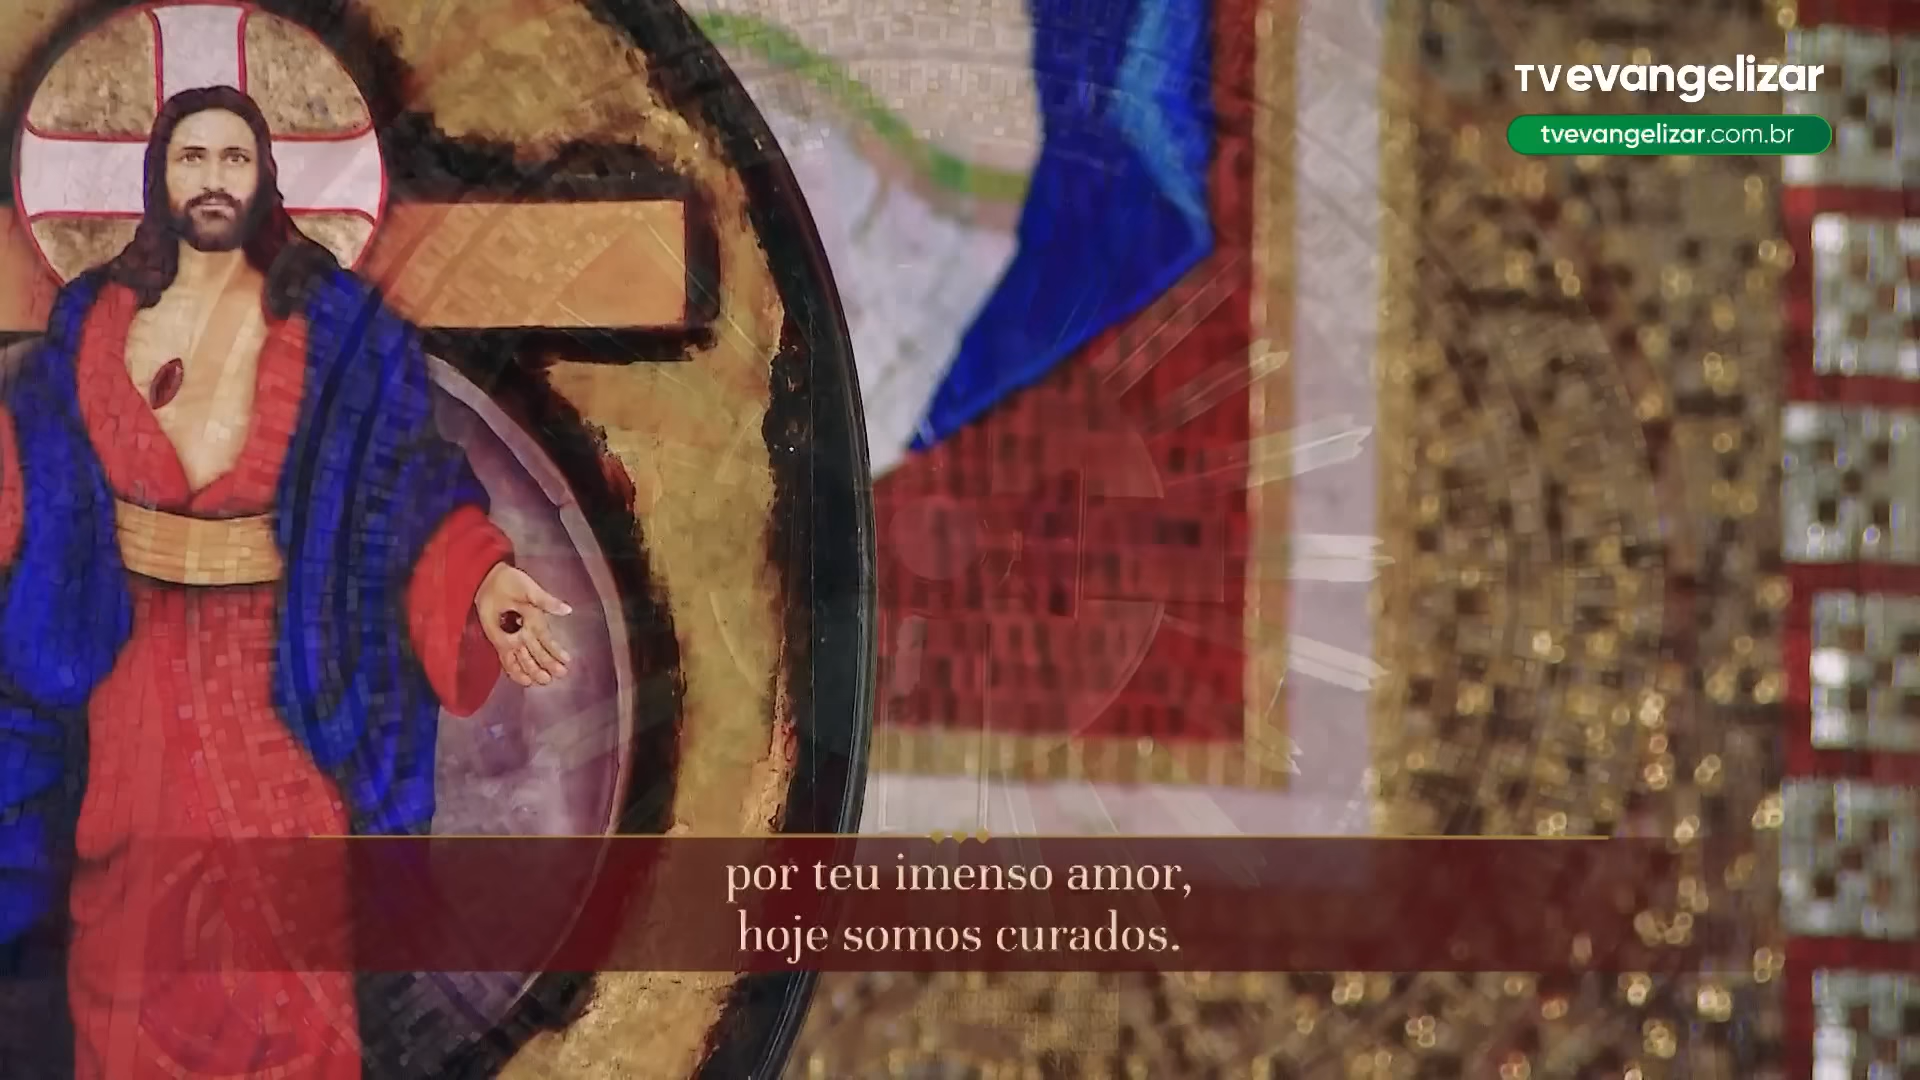 TVevangelizar
tvevangelizar.com.br
por teu imenso amor,
hoje somos curados.